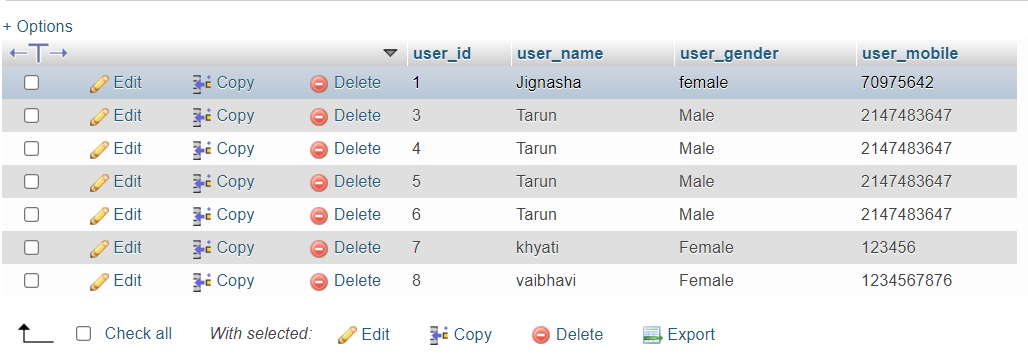 + Options
user_id user_name user_gender user_mobile
Edit Copy Delete 1 Jignasha female 70975642
Edit Copy Delete 3 Tarun Male 2147483647
Edit Copy Delete 4 Tarun Male 2147483647
Edit Copy Delete 5 Tarun Male 2147483647
Edit Copy Delete 6 Tarun Male 2147483647
Edit Copy Delete 7 khyati Female 123456
Edit Copy Delete 8 vaibhavi Female 1234567876
Check all With selected: Edit Copy Delete Export